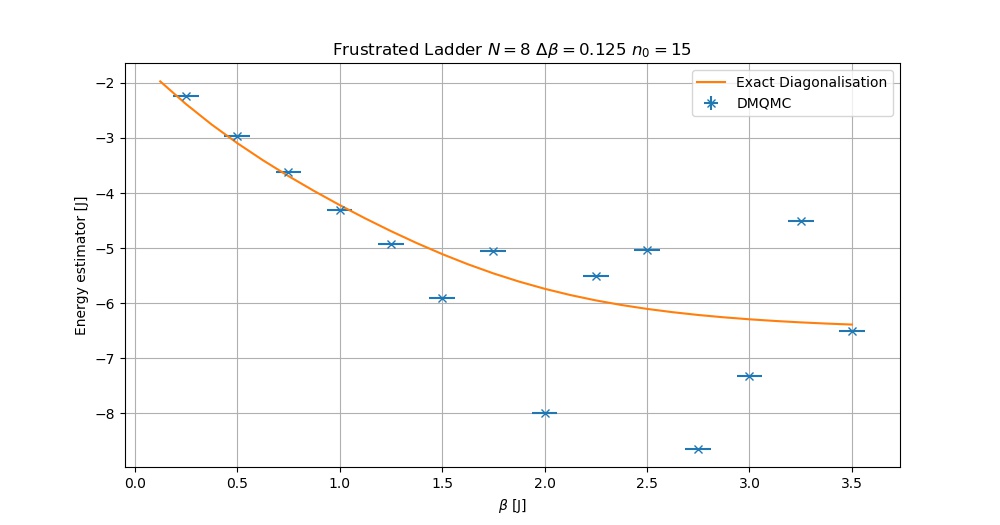 Frustrated Ladder N = 8 Δβ = 0.125 n₀ = 15
Exact Diagonalisation
DMQMC
Energy estimator [J]
−2
−3
−4
−5
−6
−7
−8
0.0 0.5 1.0 1.5 2.0 2.5 3.0 3.5
β [J]